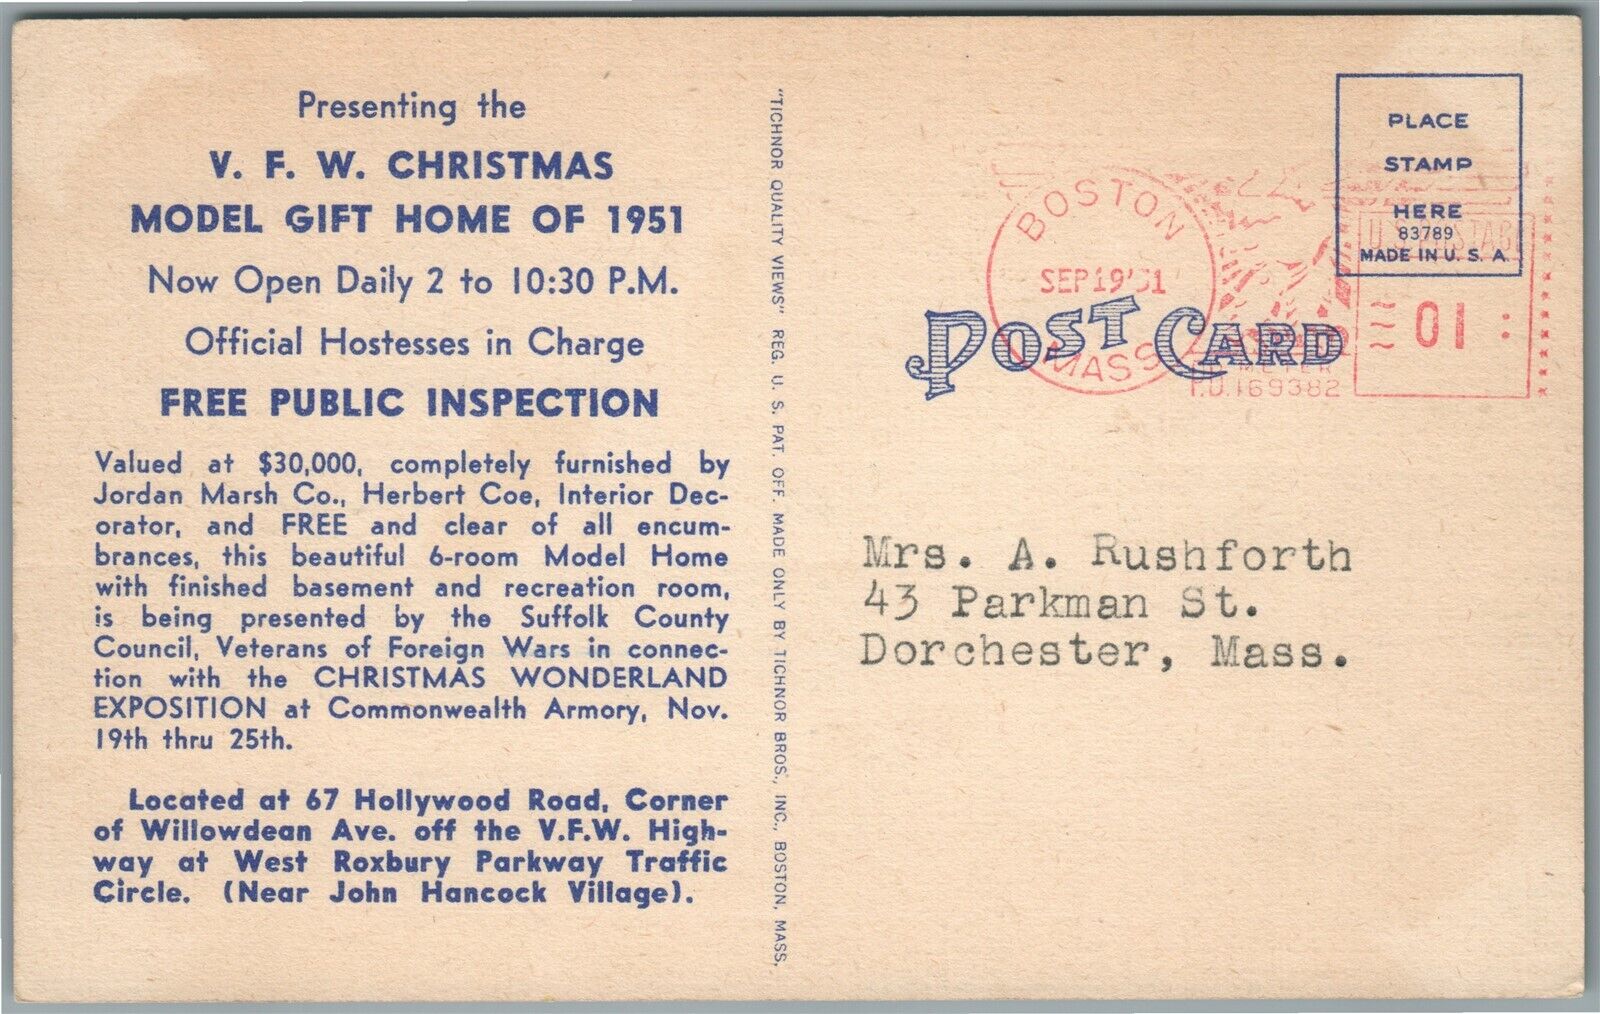 Presenting the
V. F. W. CHRISTMAS
MODEL GIFT HOME OF 1951
Now Open Daily 2 to 10:30 P.M.
Official Hostesses in Charge
FREE PUBLIC INSPECTION
Valued at $30,000, completely furnished by
Jordan Marsh Co., Herbert Coe, Interior Dec-
orator, and FREE and clear of all encum-
brances, this beautiful 6-room Model Home
with finished basement and recreation room,
is being presented by the Suffolk County
Council, Veterans of Foreign Wars in connec-
tion with the CHRISTMAS WONDERLAND
EXPOSITION at Commonwealth Armory, Nov.
19th thru 25th.
Located at 67 Hollywood Road, Corner
of Willowdean Ave. off the V.F.W. High-
way at West Roxbury Parkway Traffic
Circle. (Near John Hancock Village).
"TICHNOR QUALITY VIEWS" REG. U. S. PAT. OFF. MADE ONLY BY TICHNOR BROS., INC., BOSTON, MASS.
PLACE
STAMP
HERE
83789
MADE IN U. S. A.
BOSTON
SEP 19 '51
MASS
U.S. POSTAGE
01
METER
P.O. 169382
POST CARD
Mrs. A. Rushforth
43 Parkman St.
Dorchester, Mass.